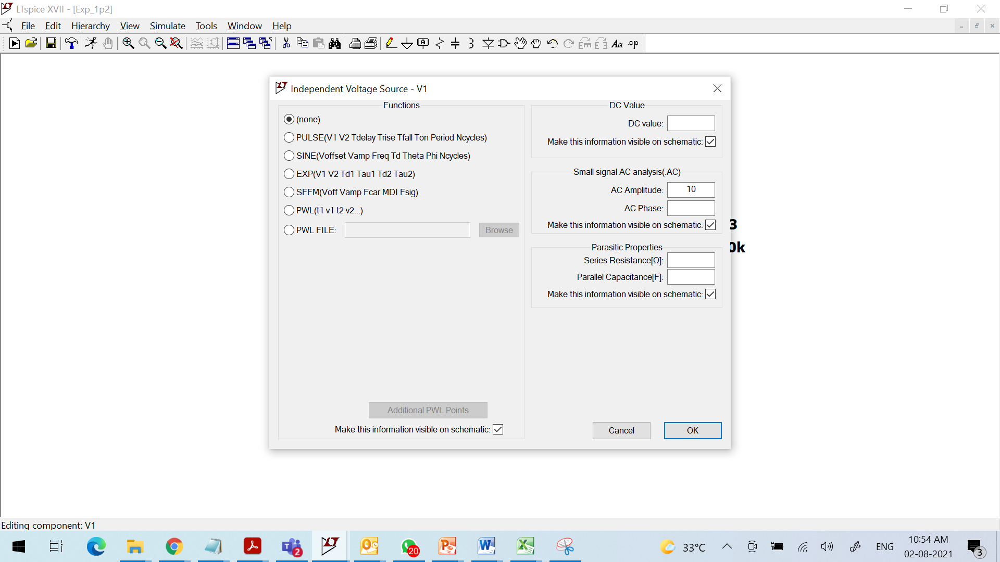 LTspice XVII - [Exp_1p2]
File Edit Hierarchy View Simulate Tools Window Help
Independent Voltage Source - V1
Functions
(none)
PULSE(V1 V2 Tdelay Trise Tfall Ton Period Ncycles)
SINE(Voffset Vamp Freq Td Theta Phi Ncycles)
EXP(V1 V2 Td1 Tau1 Td2 Tau2)
SFFM(Voff Vamp Fcar MDI Fsig)
PWL(t1 v1 t2 v2...)
PWL FILE: Browse
Additional PWL Points
Make this information visible on schematic:
DC Value
DC value:
Make this information visible on schematic:
Small signal AC analysis(.AC)
AC Amplitude: 10
AC Phase:
Make this information visible on schematic:
Parasitic Properties
Series Resistance[Ω]:
Parallel Capacitance[F]:
Make this information visible on schematic:
Cancel OK
3
0k
Editing component: V1
2
20
33°C
ENG
10:54 AM
02-08-2021
3